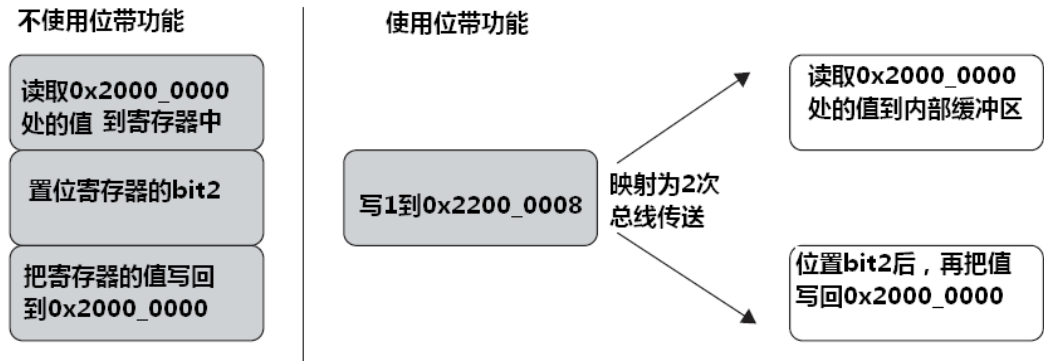 不使用位带功能
读取0x2000_0000
处的值 到寄存器中
置位寄存器的bit2
把寄存器的值写回
到0x2000_0000
使用位带功能
写1到0x2200_0008
映射为2次
总线传送
读取0x2000_0000
处的值到内部缓冲区
位置bit2后，再把值
写回0x2000_0000